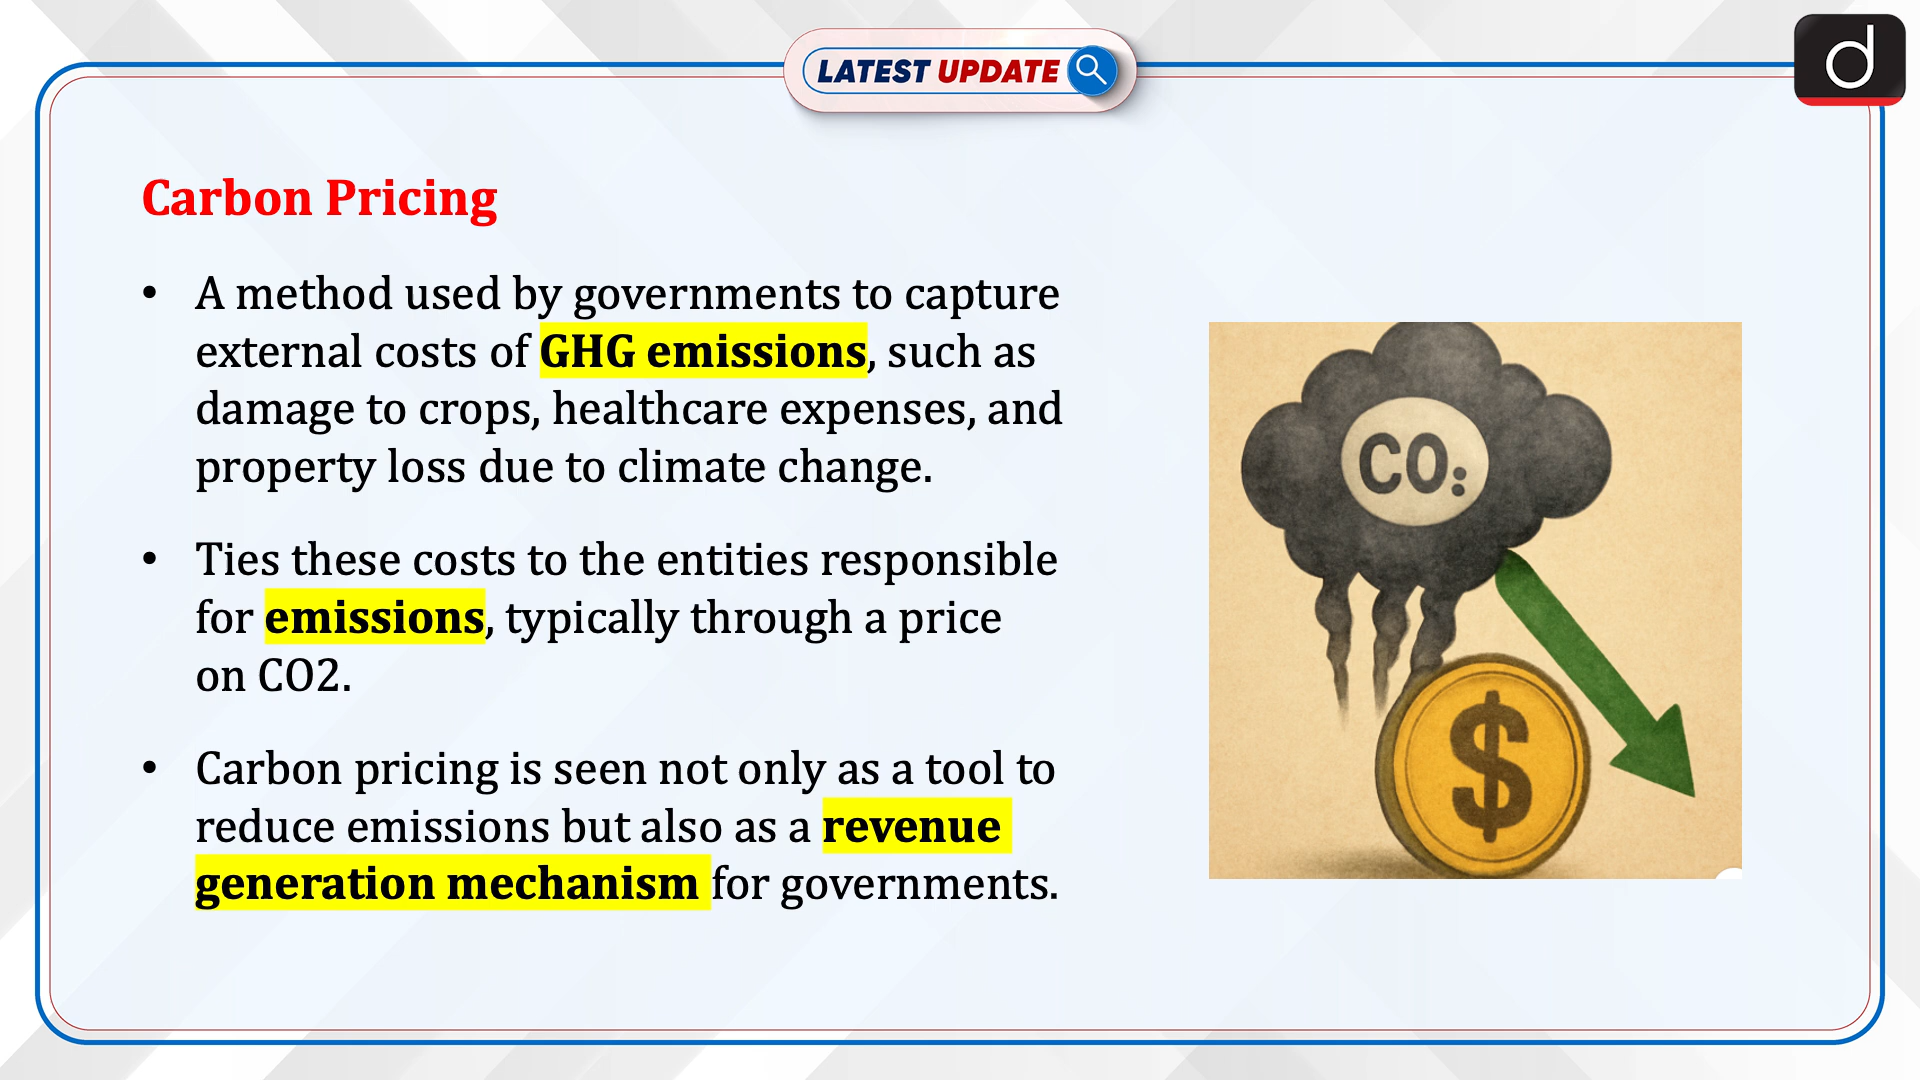 LATEST UPDATE
d
Carbon Pricing
• A method used by governments to capture
external costs of GHG emissions, such as
damage to crops, healthcare expenses, and
property loss due to climate change.
• Ties these costs to the entities responsible
for emissions, typically through a price
on CO2.
• Carbon pricing is seen not only as a tool to
reduce emissions but also as a revenue
generation mechanism for governments.
CO:
$